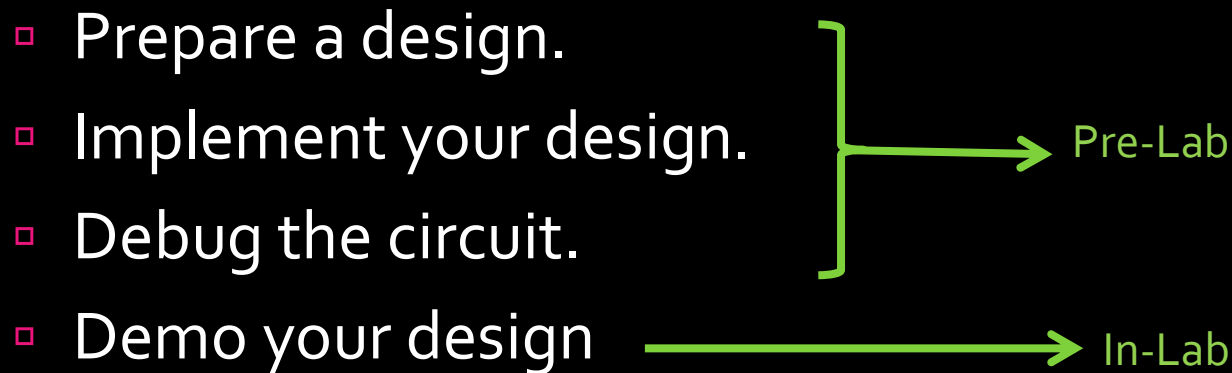 Prepare a design.
Implement your design.
Pre-Lab
Debug the circuit.
Demo your design
In-Lab